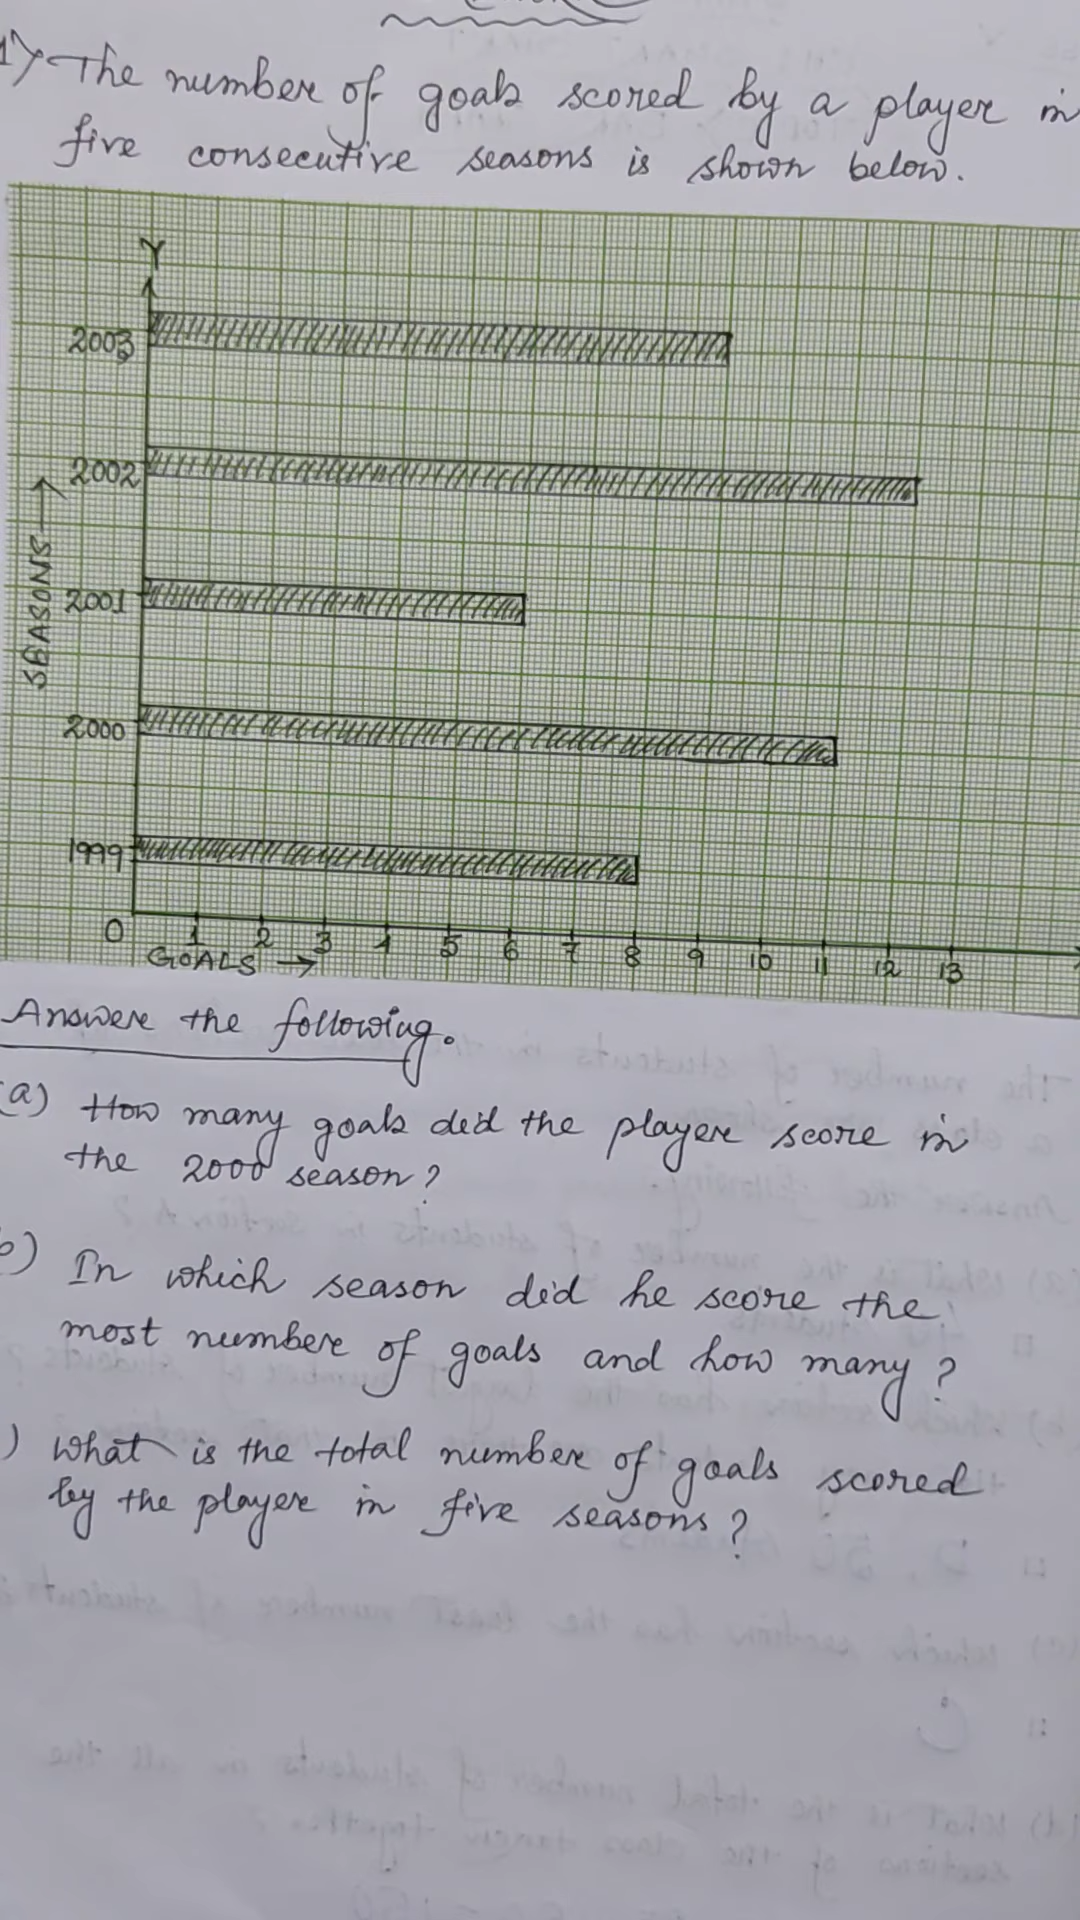 1) The number of goals scored by a player in
five consecutive seasons is shown below.
Y
2003
2002
2001
2000
1999
SEASONS →
0 1 2 3 4 5 6 7 8 9 10 11 12 13
GOALS →
Answer the following.
(a) How many goals did the player score in
the 2000 season?
b) In which season did he score the
most number of goals and how many?
) What is the total number of goals scored
by the player in five seasons?